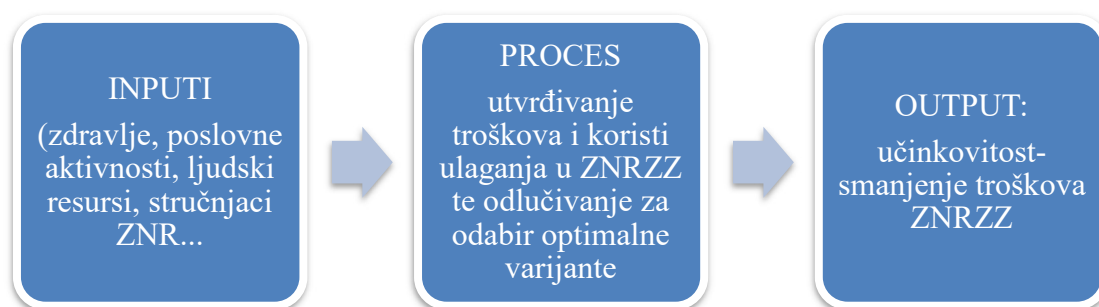 INPUTI
(zdravlje, poslovne
aktivnosti, ljudski
resursi, stručnjaci
ZNR...
PROCES
utvrđivanje
troškova i koristi
ulaganja u ZNRZZ
te odlučivanje za
odabir optimalne
varijante
OUTPUT:
učinkovitost-
smanjenje troškova
ZNRZZ